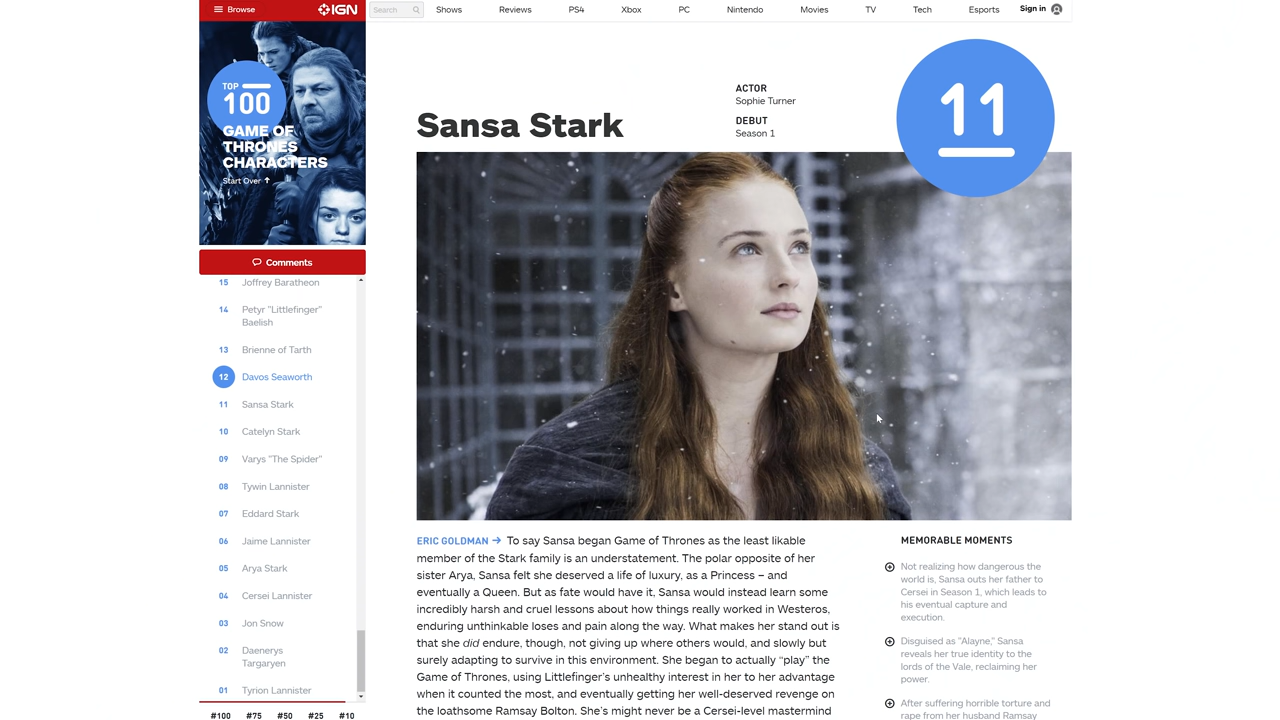 Browse
IGN
Search
Shows
Reviews
PS4
Xbox
PC
Nintendo
Movies
TV
Tech
Esports
Sign in
TOP
100
GAME OF
THRONES
CHARACTERS
Start Over
Comments
15 Joffrey Baratheon
14 Petyr "Littlefinger"
Baelish
13 Brienne of Tarth
12 Davos Seaworth
11 Sansa Stark
10 Catelyn Stark
09 Varys "The Spider"
08 Tywin Lannister
07 Eddard Stark
06 Jaime Lannister
05 Arya Stark
04 Cersei Lannister
03 Jon Snow
02 Daenerys
Targaryen
01 Tyrion Lannister
#100 #75 #50 #25 #10
Sansa Stark
ACTOR
Sophie Turner
DEBUT
Season 1
11
ERIC GOLDMAN → To say Sansa began Game of Thrones as the least likable
member of the Stark family is an understatement. The polar opposite of her
sister Arya, Sansa felt she deserved a life of luxury, as a Princess – and
eventually a Queen. But as fate would have it, Sansa would instead learn some
incredibly harsh and cruel lessons about how things really worked in Westeros,
enduring unthinkable loses and pain along the way. What makes her stand out is
that she did endure, though, not giving up where others would, and slowly but
surely adapting to survive in this environment. She began to actually “play” the
Game of Thrones, using Littlefinger’s unhealthy interest in her to her advantage
when it counted the most, and eventually getting her well-deserved revenge on
the loathsome Ramsay Bolton. She’s might never be a Cersei-level mastermind
MEMORABLE MOMENTS
Not realizing how dangerous the
world is, Sansa outs her father to
Cersei in Season 1, which leads to
his eventual capture and
execution.
Disguised as "Alayne," Sansa
reveals her true identity to the
lords of the Vale, reclaiming her
power.
After suffering horrible torture and
rape from her husband Ramsay